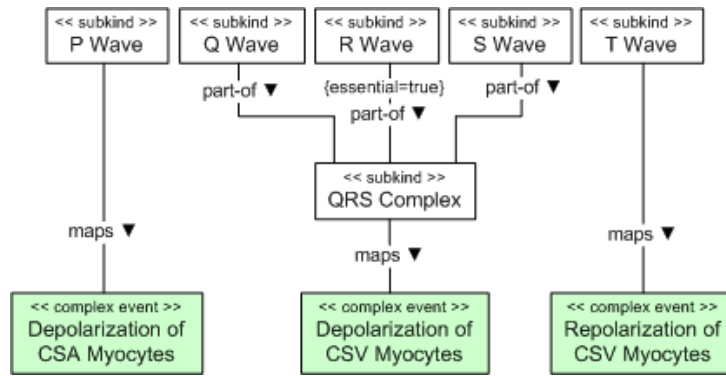 << subkind >> << subkind >> << subkind >> << subkind >> << subkind >>
P Wave Q Wave R Wave S Wave T Wave
part-of ▼ {essential=true} part-of ▼
part-of ▼
<< subkind >>
QRS Complex
maps ▼ maps ▼ maps ▼
<< complex event >> << complex event >> << complex event >>
Depolarization of Depolarization of Repolarization of
CSA Myocytes CSV Myocytes CSV Myocytes